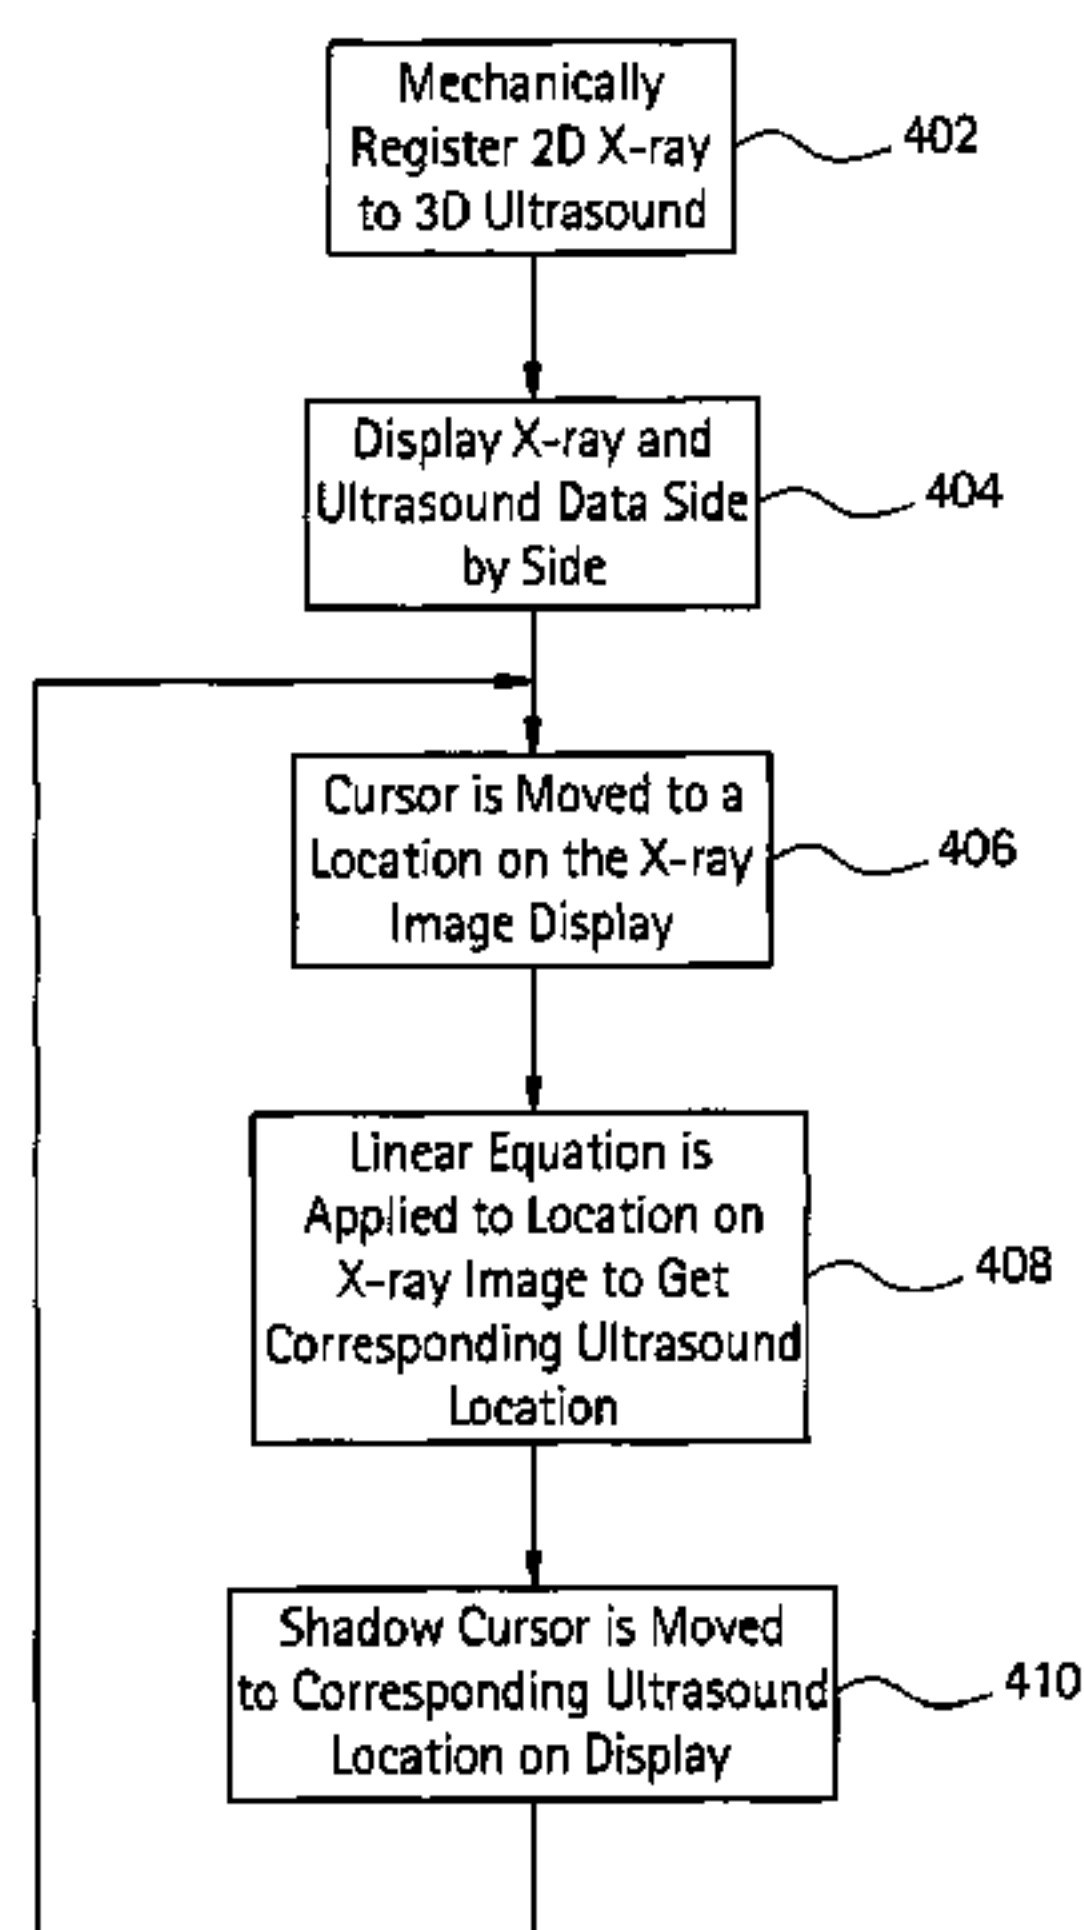 Mechanically
Register 2D X-ray
to 3D Ultrasound
402
Display X-ray and
Ultrasound Data Side
by Side
404
Cursor is Moved to a
Location on the X-ray
Image Display
406
Linear Equation is
Applied to Location on
X-ray Image to Get
Corresponding Ultrasound
Location
408
Shadow Cursor is Moved
to Corresponding Ultrasound
Location on Display
410